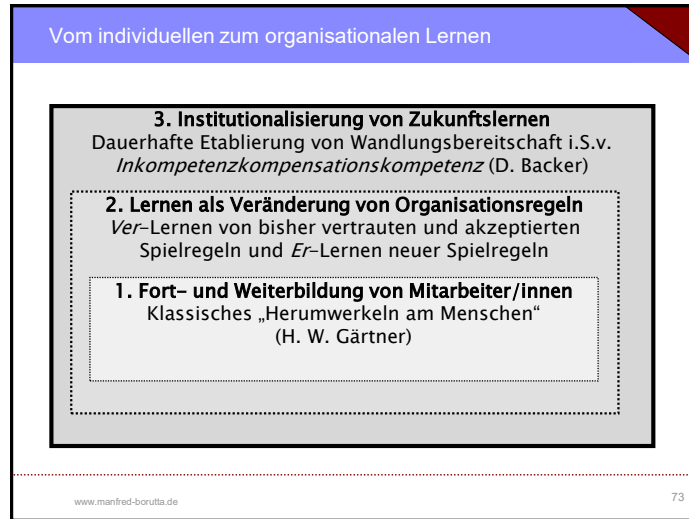 Vom individuellen zum organisationalen Lernen
3. Institutionalisierung von Zukunftslernen
Dauerhafte Etablierung von Wandlungsbereitschaft i.S.v.
Inkompetenzkompensationskompetenz (D. Backer)
2. Lernen als Veränderung von Organisationsregeln
Ver-Lernen von bisher vertrauten und akzeptierten
Spielregeln und Er-Lernen neuer Spielregeln
1. Fort- und Weiterbildung von Mitarbeiter/innen
Klassisches „Herumwerkeln am Menschen“
(H. W. Gärtner)
www.manfred-borutta.de
73